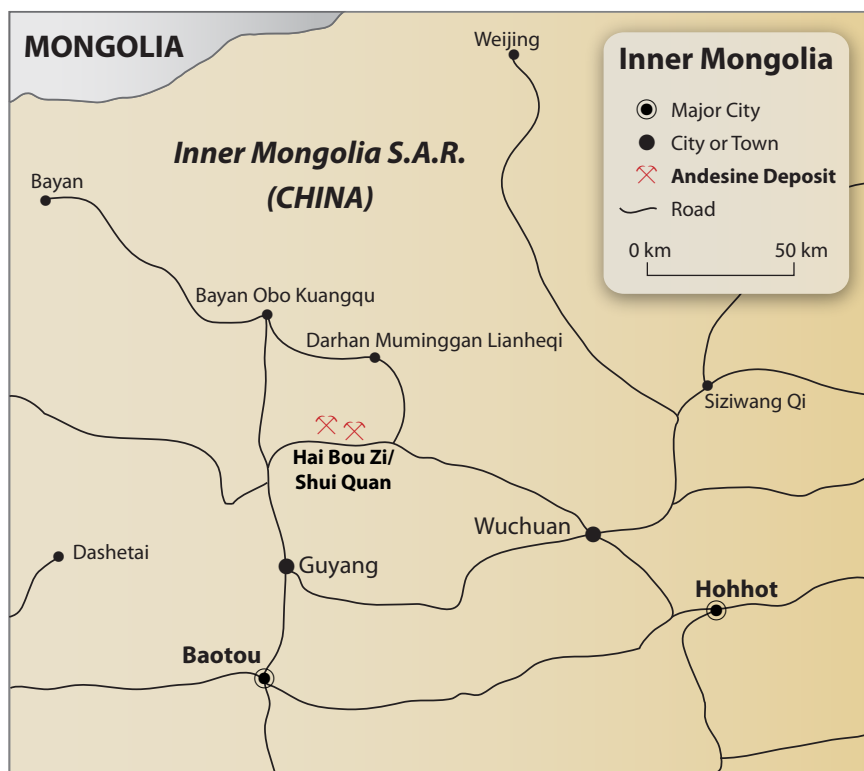 MONGOLIA
Weijing
Inner Mongolia
Major City
City or Town
Andesine Deposit
Road
0 km
50 km
Inner Mongolia S.A.R.
(CHINA)
Bayan
Bayan Obo Kuangqu
Darhan Muminggan Lianheqi
Siziwang Qi
Hai Bou Zi/
Shui Quan
Wuchuan
Dashetai
Guyang
Hohhot
Baotou